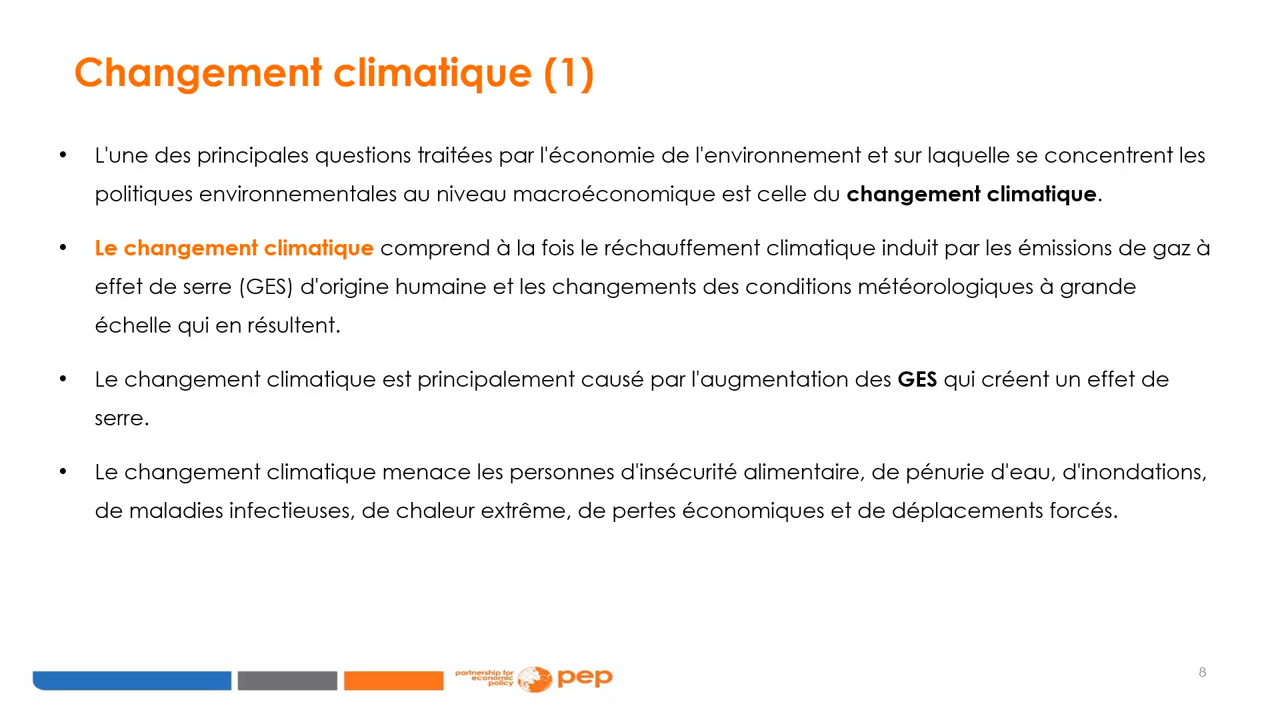 Changement climatique (1)
• L'une des principales questions traitées par l'économie de l'environnement et sur laquelle se concentrent les
politiques environnementales au niveau macroéconomique est celle du changement climatique.
• Le changement climatique comprend à la fois le réchauffement climatique induit par les émissions de gaz à
effet de serre (GES) d'origine humaine et les changements des conditions météorologiques à grande
échelle qui en résultent.
• Le changement climatique est principalement causé par l'augmentation des GES qui créent un effet de
serre.
• Le changement climatique menace les personnes d'insécurité alimentaire, de pénurie d'eau, d'inondations,
de maladies infectieuses, de chaleur extrême, de pertes économiques et de déplacements forcés.
partnership for
economic
policy
pep
8